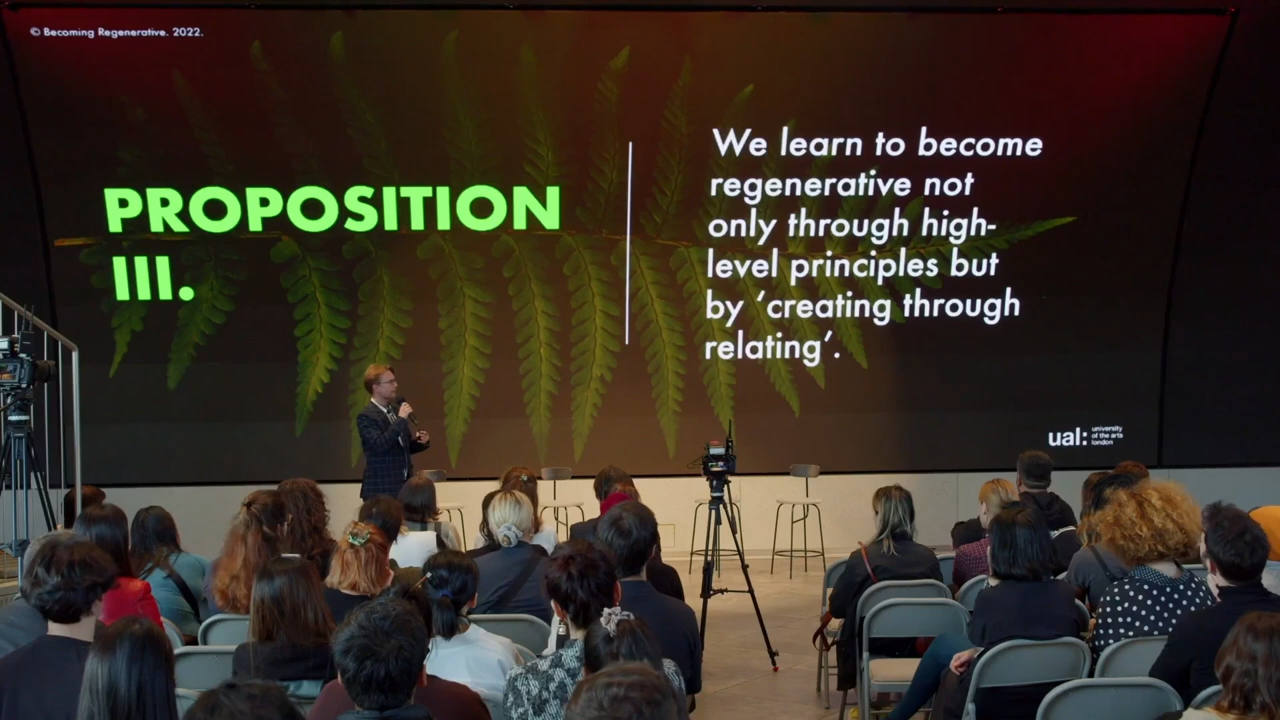 © Becoming Regenerative. 2022.
PROPOSITION
III.
We learn to become
regenerative not
only through high-
level principles but
by ‘creating through
relating’.
ual:
university
of the arts
london